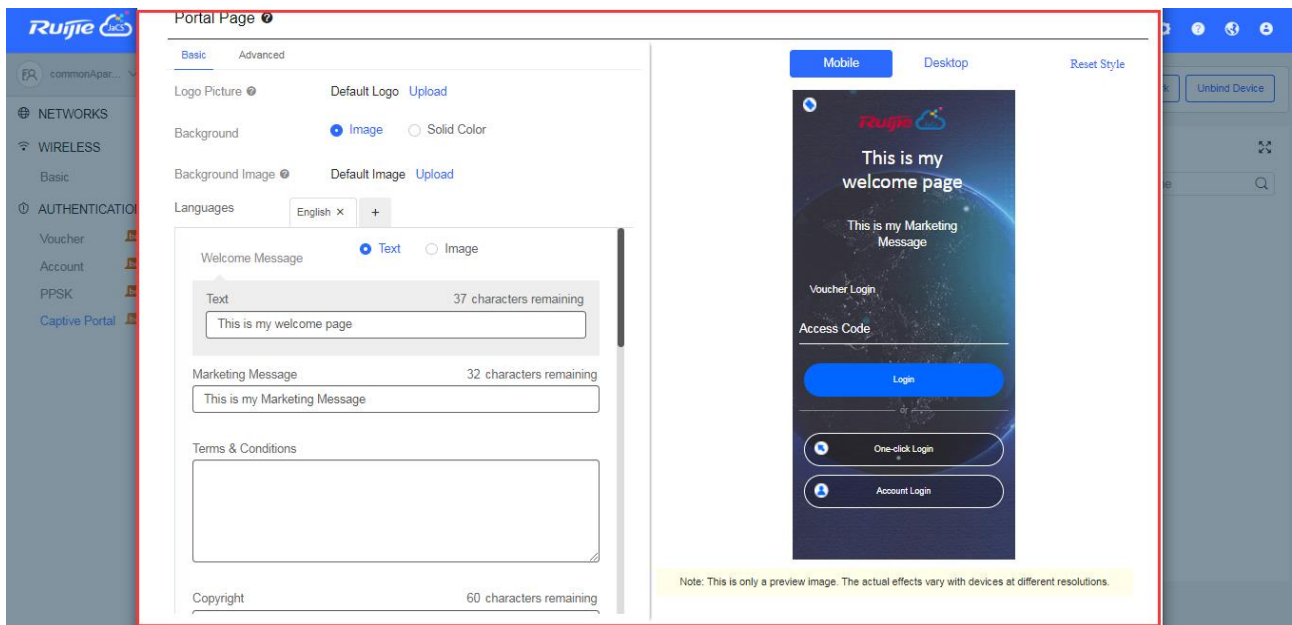 Ruijie JaCS
Portal Page
Basic Advanced
Mobile Desktop Reset Style
Unbind Device
commonApar...
Logo Picture Default Logo Upload
NETWORKS
Background Image Solid Color
WIRELESS
Basic
Background Image Default Image Upload
AUTHENTICATION
Languages English × +
Voucher
Account
PPSK
Captive Portal
Welcome Message Text Image
Text 37 characters remaining
This is my welcome page
Marketing Message 32 characters remaining
This is my Marketing Message
Terms & Conditions
Copyright 60 characters remaining
Ruijie JaCS
This is my
welcome page
This is my Marketing
Message
Voucher Login
Access Code
Login
or
One-click Login
Account Login
Note: This is only a preview image. The actual effects vary with devices at different resolutions.